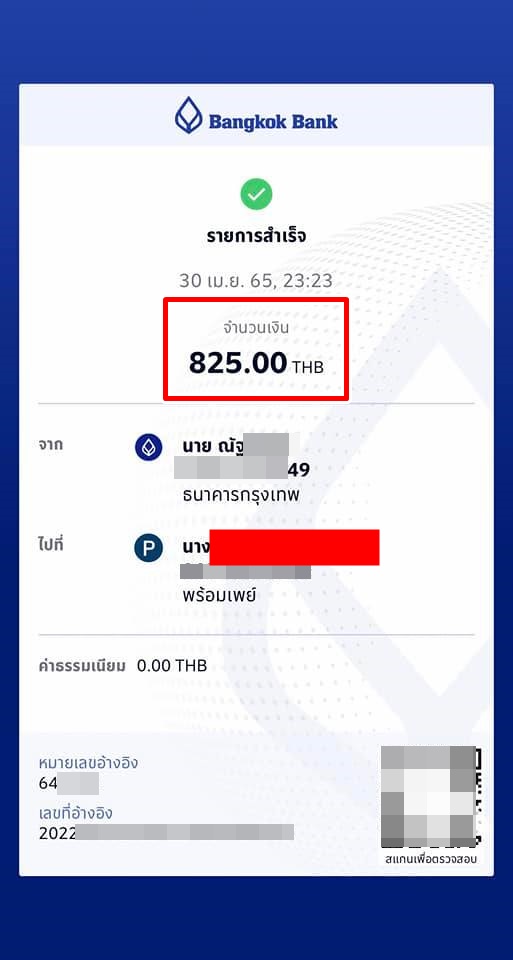 Bangkok Bank
รายการสำเร็จ
30 เม.ย. 65, 23:23
จำนวนเงิน
825.00 THB
จาก
นาย ณัฐ
49
ธนาคารกรุงเทพ
ไปที่
P
นาง
พร้อมเพย์
ค่าธรรมเนียม 0.00 THB
หมายเลขอ้างอิง
64
เลขที่อ้างอิง
2022
สแกนเพื่อตรวจสอบ